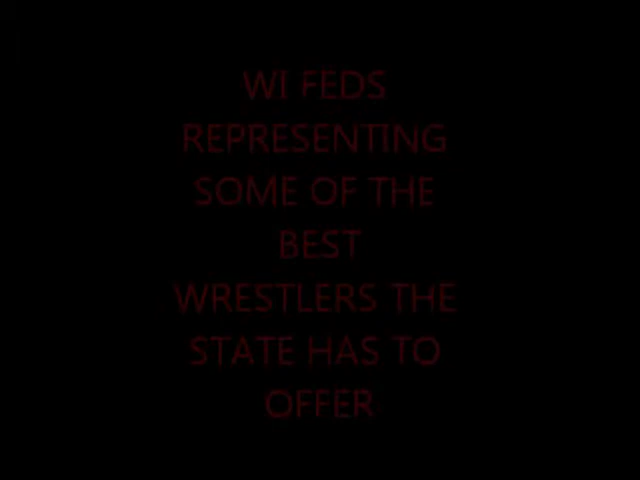 WI FEDS
REPRESENTING
SOME OF THE
BEST
WRESTLERS THE
STATE HAS TO
OFFER